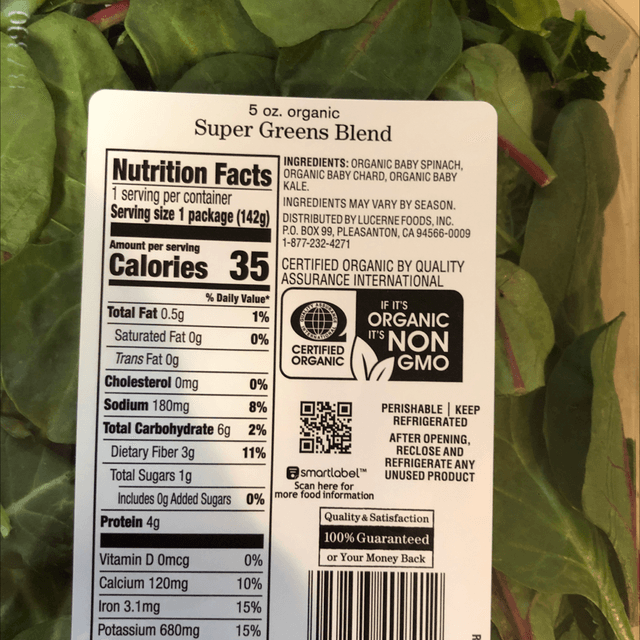 5 oz. organic
Super Greens Blend
Nutrition Facts
1 serving per container
Serving size 1 package (142g)
Amount per serving
Calories 35
% Daily Value*
Total Fat 0.5g 1%
Saturated Fat 0g 0%
Trans Fat 0g
Cholesterol 0mg 0%
Sodium 180mg 8%
Total Carbohydrate 6g 2%
Dietary Fiber 3g 11%
Total Sugars 1g
Includes 0g Added Sugars 0%
Protein 4g
Vitamin D 0mcg 0%
Calcium 120mg 10%
Iron 3.1mg 15%
Potassium 680mg 15%
INGREDIENTS: ORGANIC BABY SPINACH,
ORGANIC BABY CHARD, ORGANIC BABY
KALE.
INGREDIENTS MAY VARY BY SEASON.
DISTRIBUTED BY LUCERNE FOODS, INC.
P.O. BOX 99, PLEASANTON, CA 94566-0009
1-877-232-4271
CERTIFIED ORGANIC BY QUALITY
ASSURANCE INTERNATIONAL
QUALITY ASSURANCE
INTERNATIONAL
CERTIFIED
ORGANIC
IF IT'S
ORGANIC
IT'S NON
GMO
PERISHABLE | KEEP
REFRIGERATED
AFTER OPENING,
RECLOSE AND
REFRIGERATE ANY
UNUSED PRODUCT
smartlabel™
Scan here for
more food information
Quality & Satisfaction
100% Guaranteed
or Your Money Back